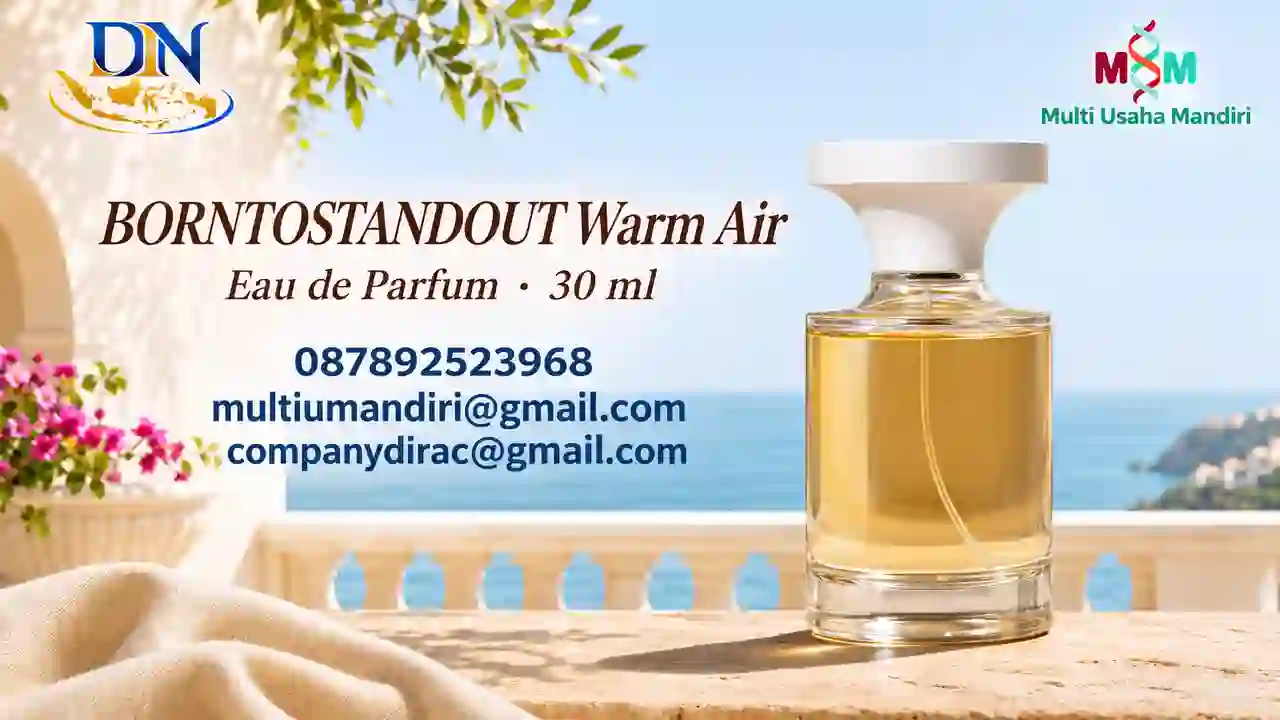 DN
MSM
Multi Usaha Mandiri
BORNTOSTANDOUT Warm Air
Eau de Parfum • 30 ml
087892523968
multiumandiri@gmail.com
companydirac@gmail.com